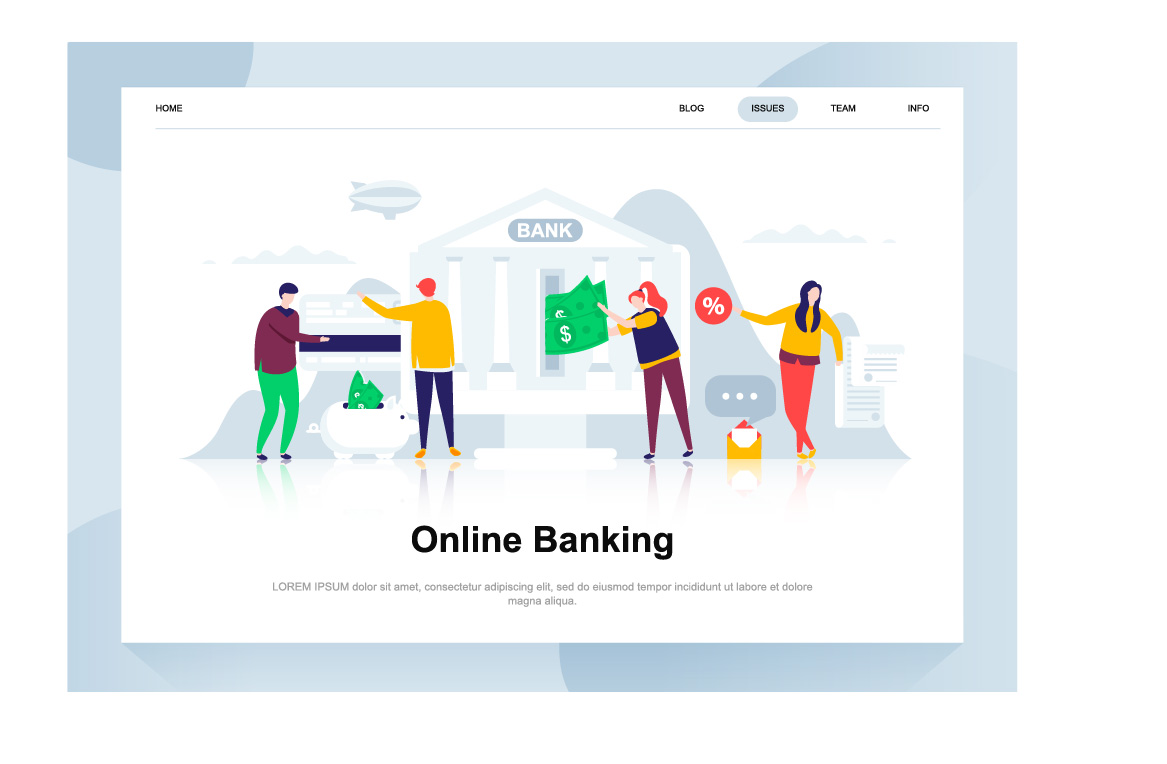 HOME
BLOG
ISSUES
TEAM
INFO
BANK
%
$
Online Banking
LOREM IPSUM dolor sit amet, consectetur adipiscing elit, sed do eiusmod tempor incididunt ut labore et dolore
magna aliqua.